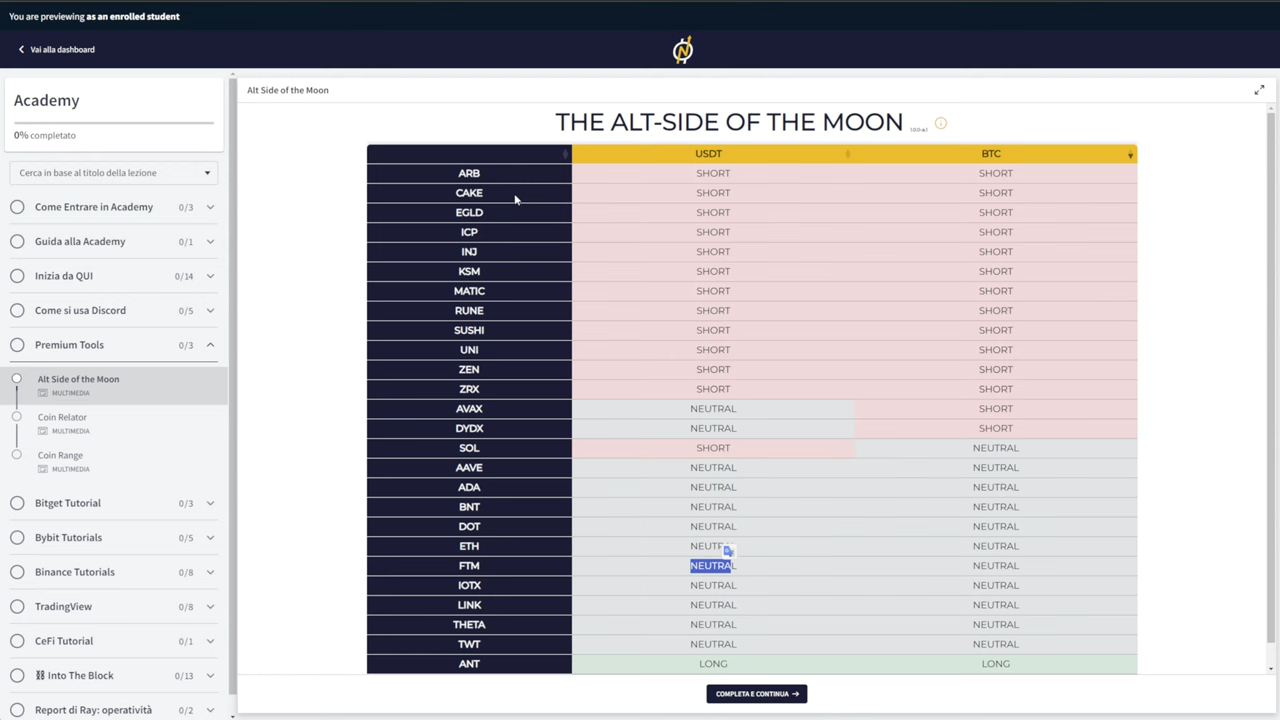 You are previewing as an enrolled student
Vai alla dashboard
Academy
0% completato
Cerca in base al titolo della lezione
Come Entrare in Academy 0/3
Guida alla Academy 0/1
Inizia da QUI 0/14
Come si usa Discord 0/5
Premium Tools 0/3
Alt Side of the Moon
MULTIMEDIA
Coin Relator
MULTIMEDIA
Coin Range
MULTIMEDIA
Bitget Tutorial 0/3
Bybit Tutorials 0/5
Binance Tutorials 0/8
TradingView 0/8
CeFi Tutorial 0/1
Into The Block 0/13
Report di Ray: operatività 0/2
Alt Side of the Moon
THE ALT-SIDE OF THE MOON
USDT BTC
ARB SHORT SHORT
CAKE SHORT SHORT
EGLD SHORT SHORT
ICP SHORT SHORT
INJ SHORT SHORT
KSM SHORT SHORT
MATIC SHORT SHORT
RUNE SHORT SHORT
SUSHI SHORT SHORT
UNI SHORT SHORT
ZEN SHORT SHORT
ZRX SHORT SHORT
AVAX NEUTRAL SHORT
DYDX NEUTRAL SHORT
SOL SHORT NEUTRAL
AAVE NEUTRAL NEUTRAL
ADA NEUTRAL NEUTRAL
BNT NEUTRAL NEUTRAL
DOT NEUTRAL NEUTRAL
ETH NEUTRAL NEUTRAL
FTM NEUTRAL NEUTRAL
IOTX NEUTRAL NEUTRAL
LINK NEUTRAL NEUTRAL
THETA NEUTRAL NEUTRAL
TWT NEUTRAL NEUTRAL
ANT LONG LONG
COMPLETA E CONTINUA